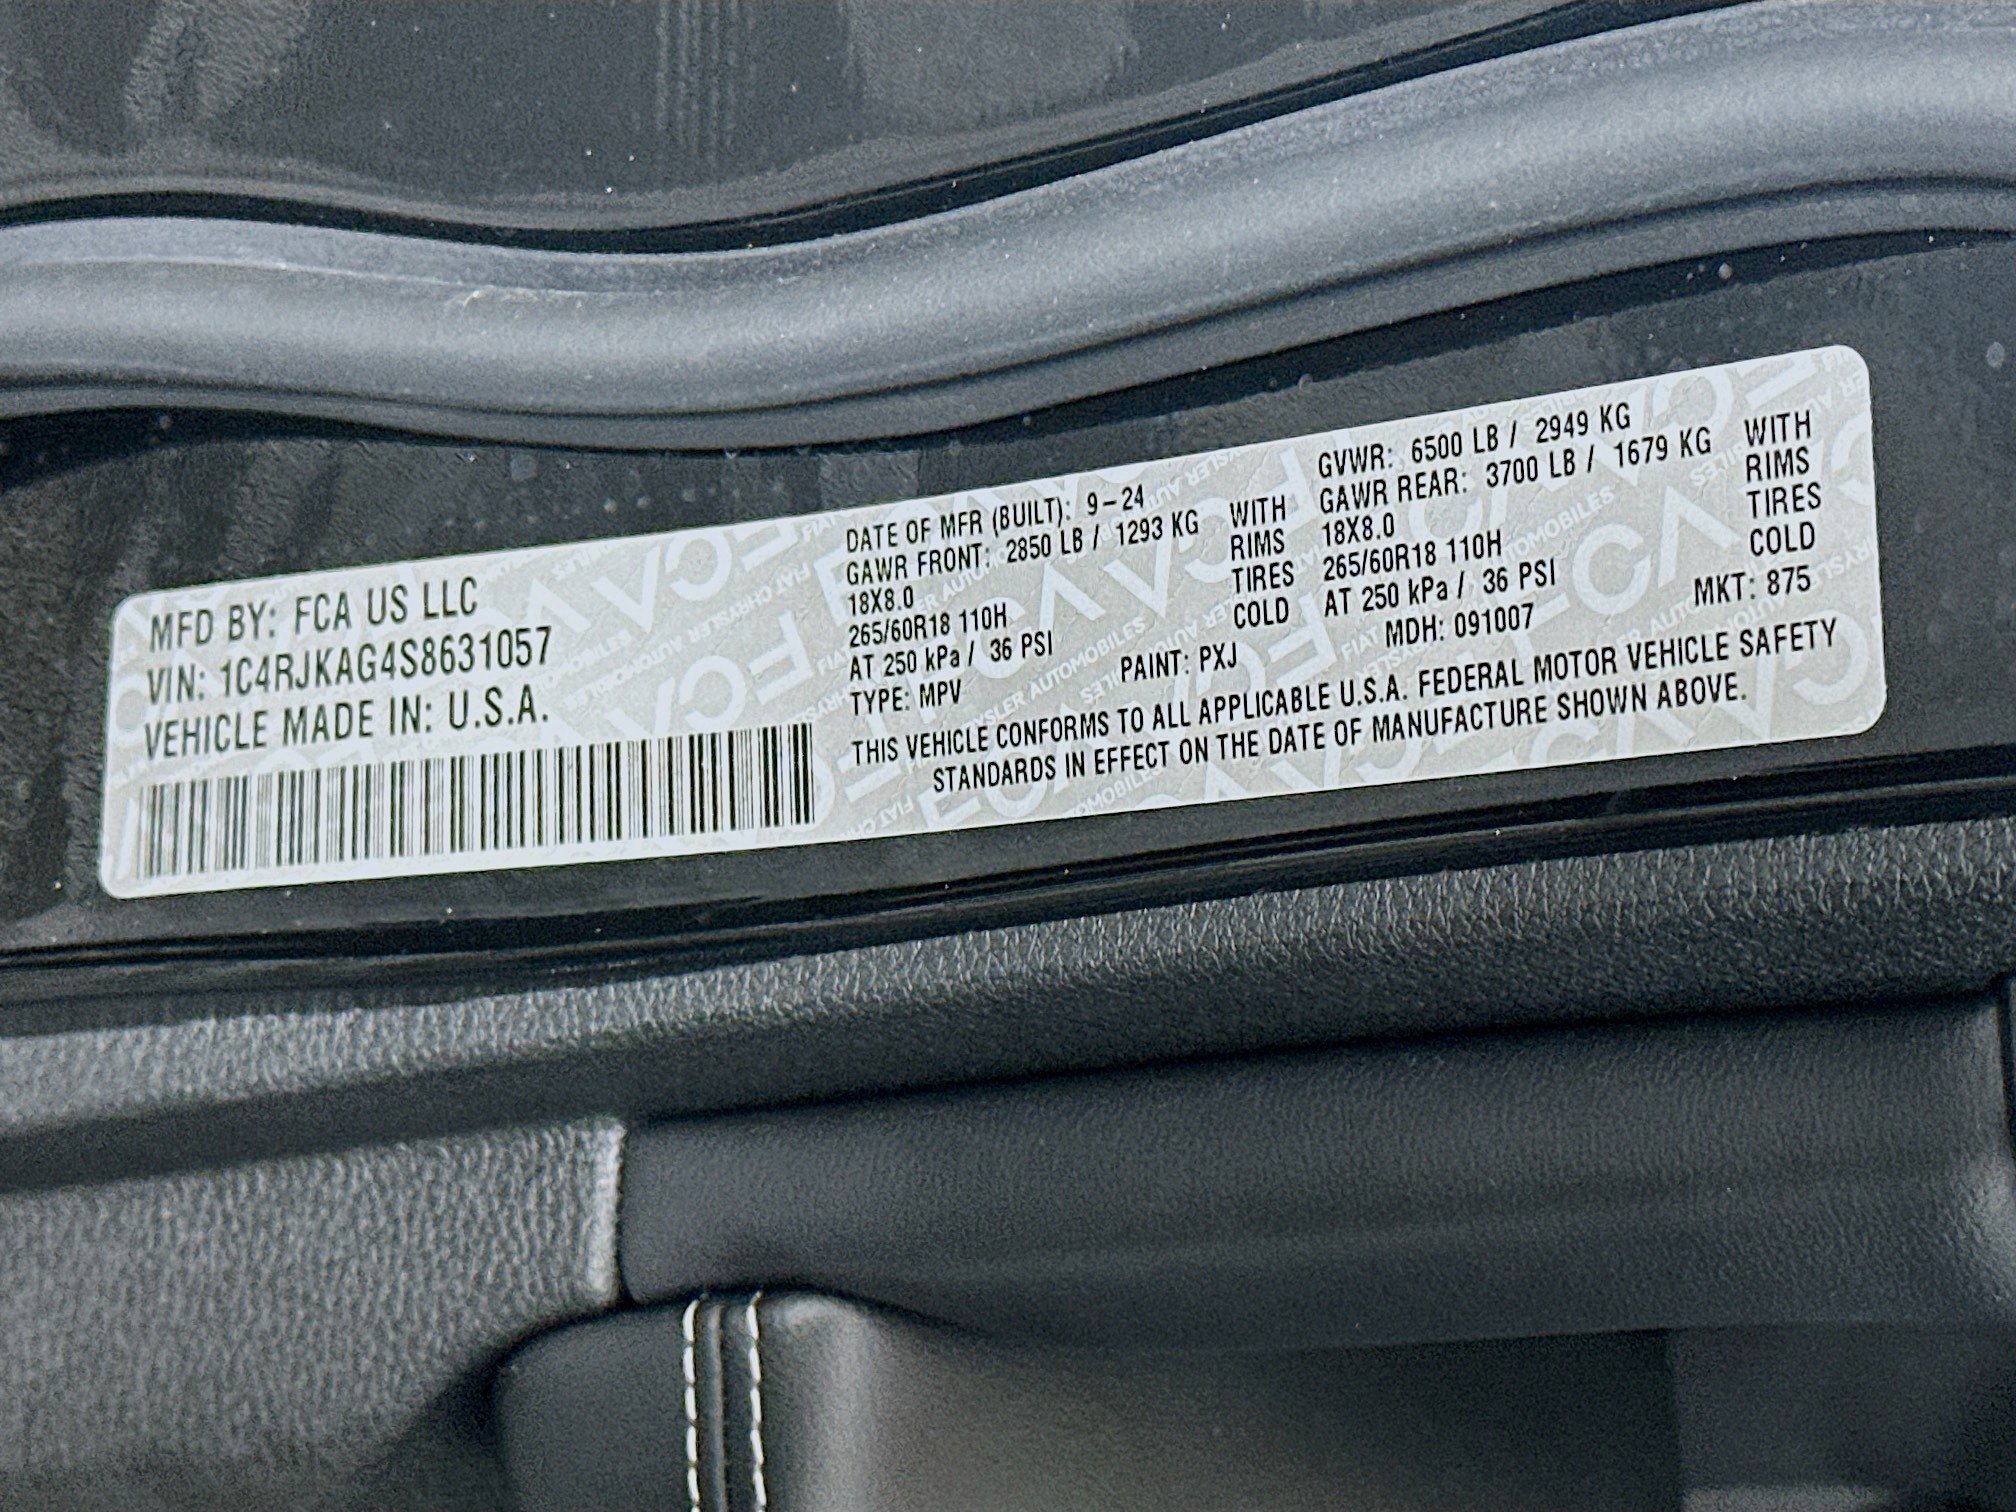 MFD BY: FCA US LLC
VIN: 1C4RJKAG4S8631057
VEHICLE MADE IN: U.S.A.
DATE OF MFR (BUILT): 9-24
GAWR FRONT: 2850 LB / 1293 KG WITH
18X8.0 RIMS
265/60R18 110H TIRES
AT 250 kPa / 36 PSI COLD
TYPE: MPV PAINT: PXJ
GVWR: 6500 LB / 2949 KG
GAWR REAR: 3700 LB / 1679 KG WITH
18X8.0 RIMS
265/60R18 110H TIRES
AT 250 kPa / 36 PSI COLD
MDH: 091007 MKT: 875
THIS VEHICLE CONFORMS TO ALL APPLICABLE U.S.A. FEDERAL MOTOR VEHICLE SAFETY
STANDARDS IN EFFECT ON THE DATE OF MANUFACTURE SHOWN ABOVE.